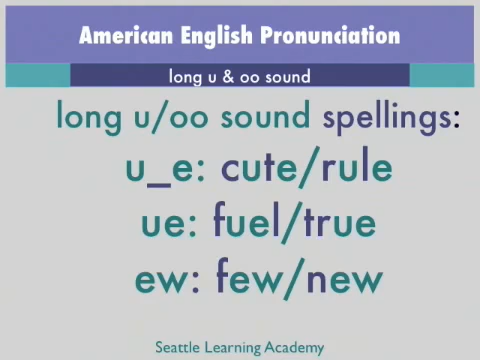 American English Pronunciation
long u & oo sound
long u/oo sound spellings:
u_e: cute/rule
ue: fuel/true
ew: few/new
Seattle Learning Academy